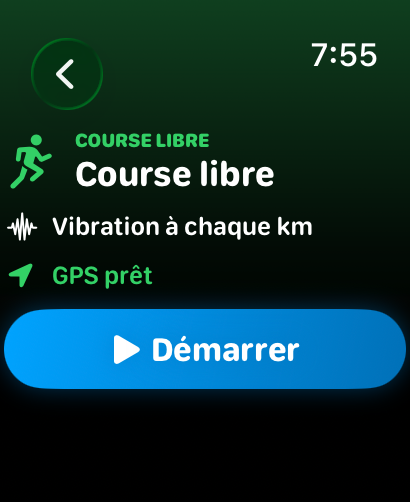 7:55
COURSE LIBRE
Course libre
Vibration à chaque km
GPS prêt
Démarrer